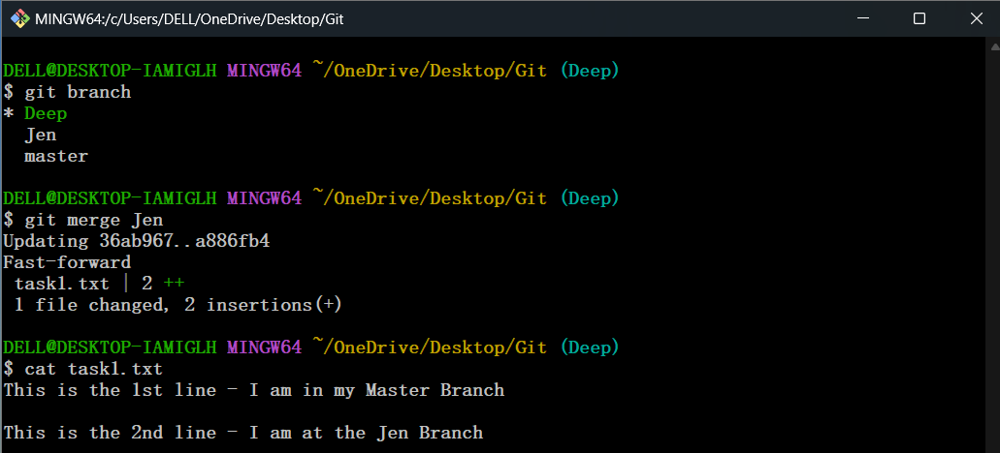 MINGW64:/c/Users/DELL/OneDrive/Desktop/Git
DELL@DESKTOP-IAMIGLH MINGW64 ~/OneDrive/Desktop/Git (Deep)
$ git branch
* Deep
  Jen
  master
DELL@DESKTOP-IAMIGLH MINGW64 ~/OneDrive/Desktop/Git (Deep)
$ git merge Jen
Updating 36ab967..a886fb4
Fast-forward
 task1.txt | 2 ++
 1 file changed, 2 insertions(+)
DELL@DESKTOP-IAMIGLH MINGW64 ~/OneDrive/Desktop/Git (Deep)
$ cat task1.txt
This is the 1st line - I am in my Master Branch
This is the 2nd line - I am at the Jen Branch